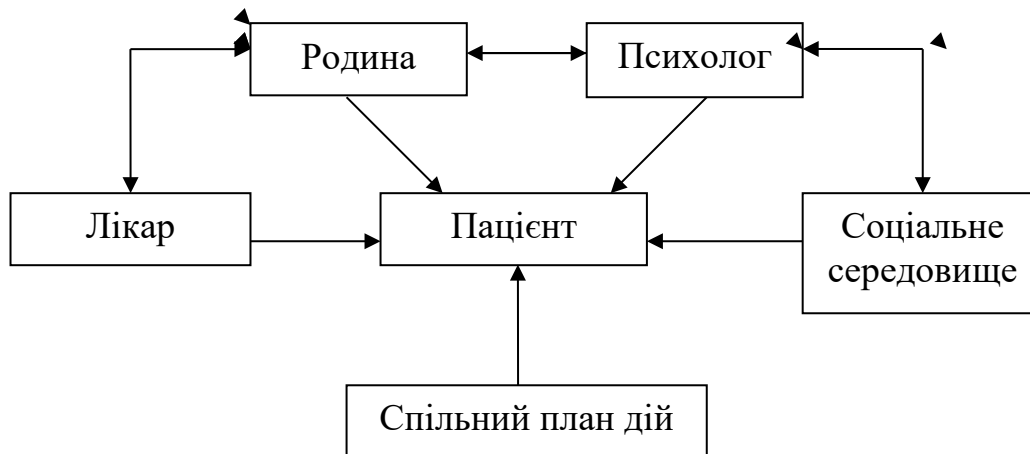 Родина
Психолог
Лікар
Пацієнт
Соціальне
середовище
Спільний план дій